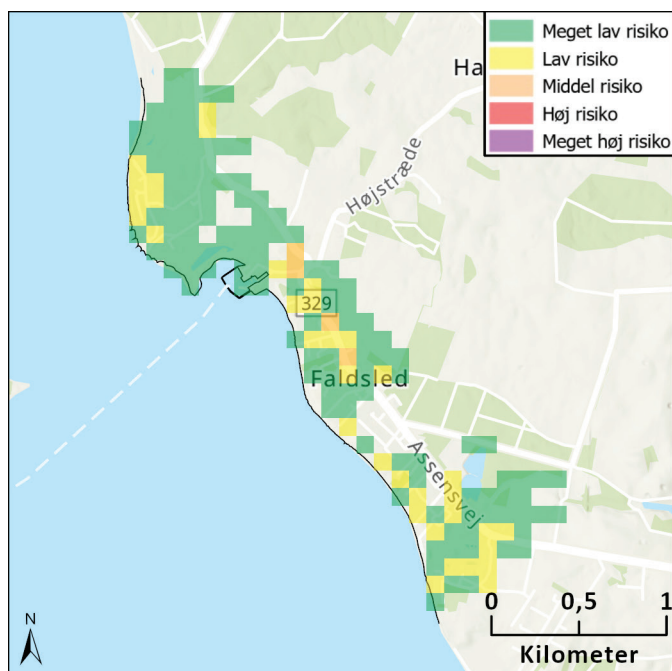 Meget lav risiko
Lav risiko
Middel risiko
Høj risiko
Meget høj risiko
Ha
Højstræde
329
Faldsled
Assensvej
N
0 0,5 1
Kilometer